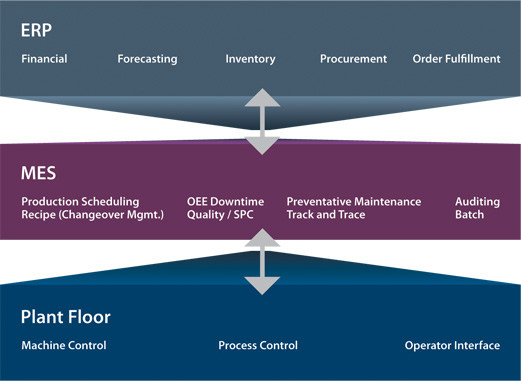 ERP
Financial Forecasting Inventory Procurement Order Fulfillment
MES
Production Scheduling OEE Downtime Preventative Maintenance Auditing
Recipe (Changeover Mgmt.) Quality / SPC Track and Trace Batch
Plant Floor
Machine Control Process Control Operator Interface